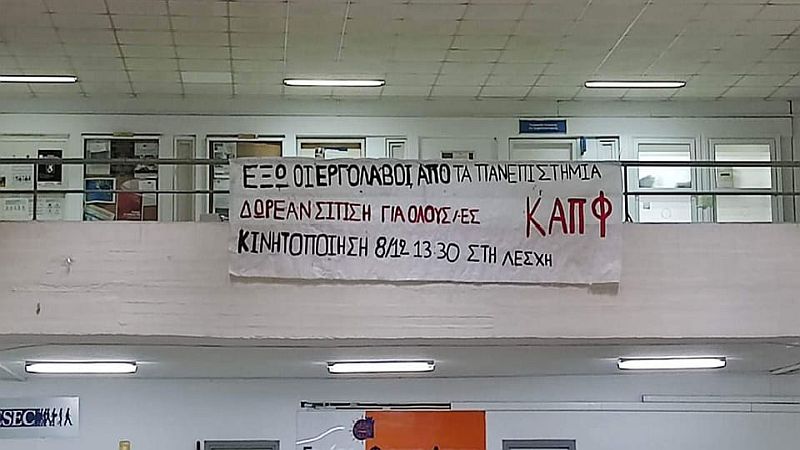 ΕΞΩ ΟΙ ΕΡΓΟΛΑΒΟΙ ΑΠΟ ΤΑ ΠΑΝΕΠΙΣΤΗΜΙΑ
ΔΩΡΕΑΝ ΣΙΤΙΣΗ ΓΙΑ ΟΛΟΥΣ/-ΕΣ ΚΑΠΦ
ΚΙΝΗΤΟΠΟΙΗΣΗ 8/12 13 30 ΣΤΗ ΛΕΣΧΗ